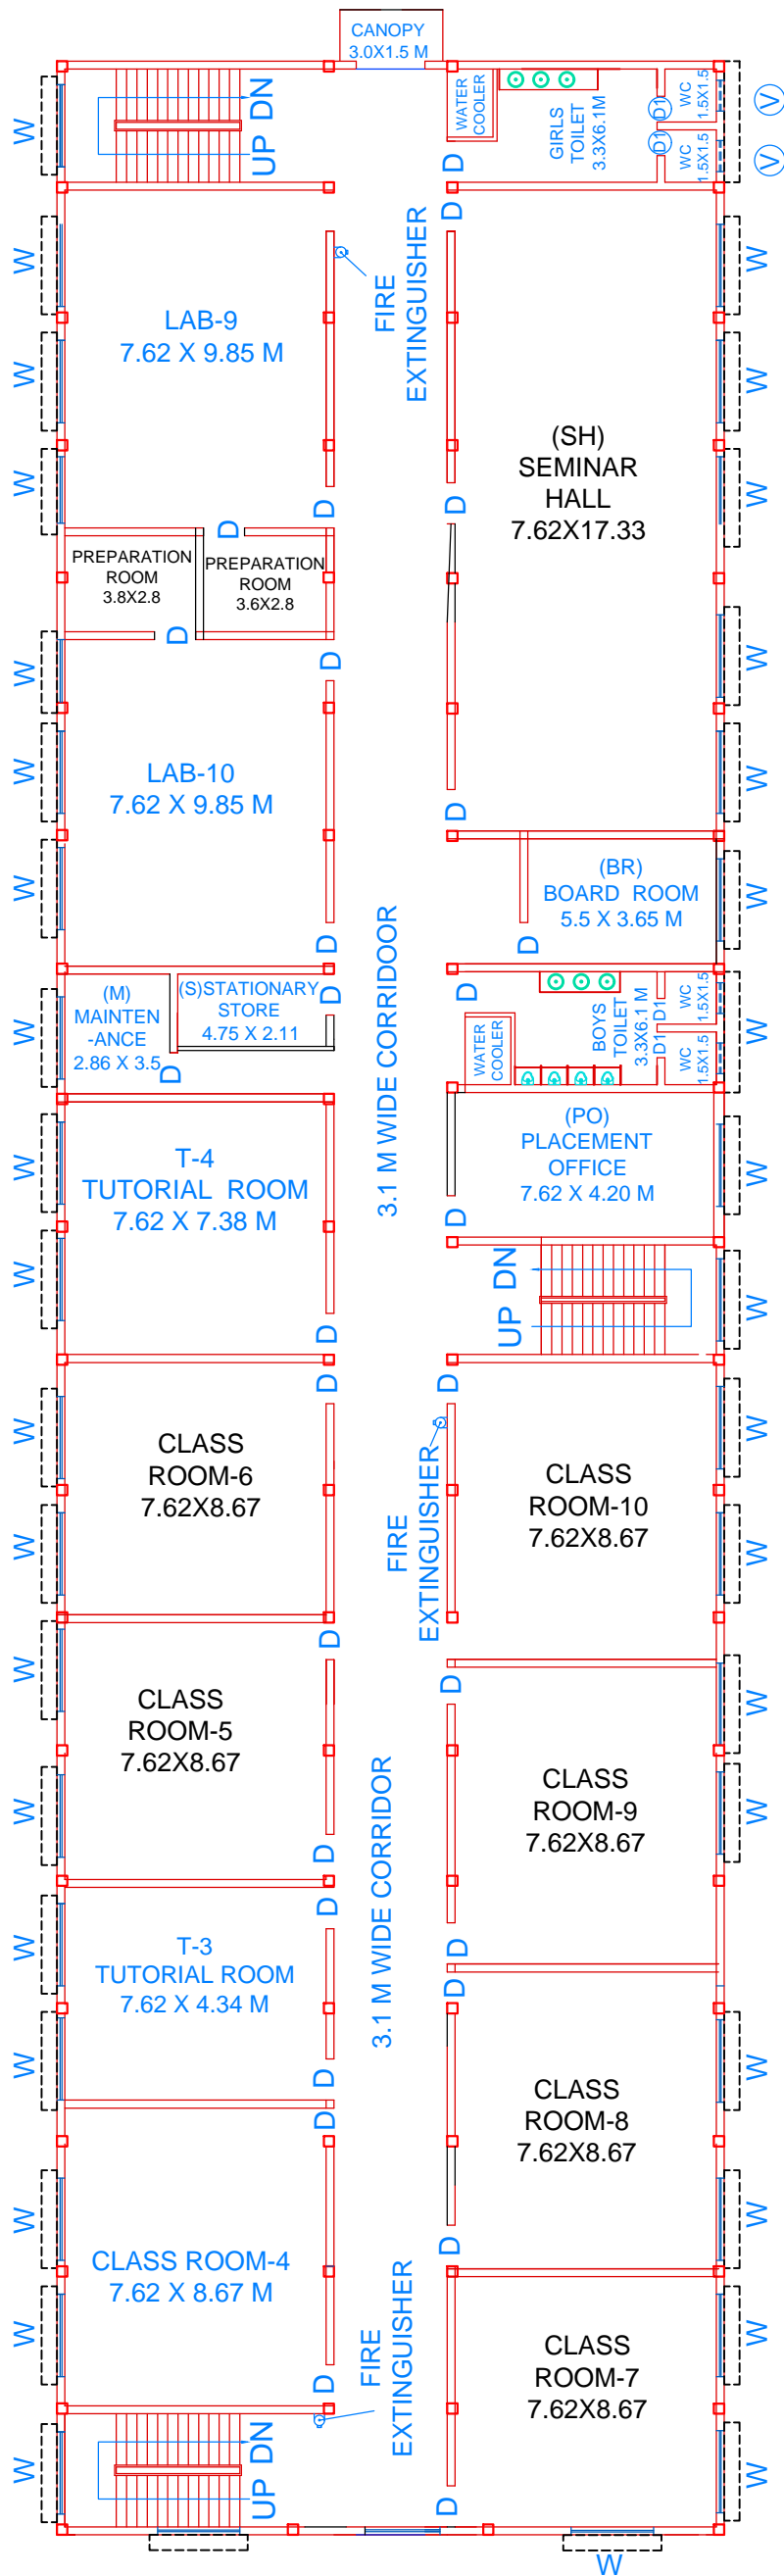 CANOPY
3.0X1.5 M
W
UP DN
WATER
COOLER
GIRLS
TOILET
3.3X6.1M
D1
WC
1.5X1.5
V
D1
WC
1.5X1.5
V
D
D
W
LAB-9
7.62 X 9.85 M
W
W
FIRE
EXTINGUISHER
(SH)
SEMINAR
HALL
7.62X17.33
W
W
W
W
W
D
D
D
PREPARATION
ROOM
3.8X2.8
PREPARATION
ROOM
3.6X2.8
D
D
W
LAB-10
7.62 X 9.85 M
W
W
D
D
(BR)
BOARD ROOM
5.5 X 3.65 M
D
W
W
3.1 M WIDE CORRIDOOR
(M)
MAINTEN
-ANCE
2.86 X 3.5
D
(S)STATIONARY
STORE
4.75 X 2.11
D
W
D
WATER
COOLER
BOYS
TOILET
3.3X6.1 M
D1
D1
WC
1.5X1.5
WC
1.5X1.5
W
T-4
TUTORIAL ROOM
7.62 X 7.38 M
W
W
D
(PO)
PLACEMENT
OFFICE
7.62 X 4.20 M
D
W
UP DN
W
D
CLASS
ROOM-6
7.62X8.67
W
W
D
FIRE
EXTINGUISHER
CLASS
ROOM-10
7.62X8.67
W
W
D
CLASS
ROOM-5
7.62X8.67
W
W
D
D
CLASS
ROOM-9
7.62X8.67
W
W
D
3.1 M WIDE CORRIDOR
D
T-3
TUTORIAL ROOM
7.62 X 4.34 M
W
W
D
D
CLASS
ROOM-8
7.62X8.67
W
W
D
D
CLASS ROOM-4
7.62 X 8.67 M
W
W
D
FIRE
EXTINGUISHER
CLASS
ROOM-7
7.62X8.67
W
W
D
UP DN
W
W